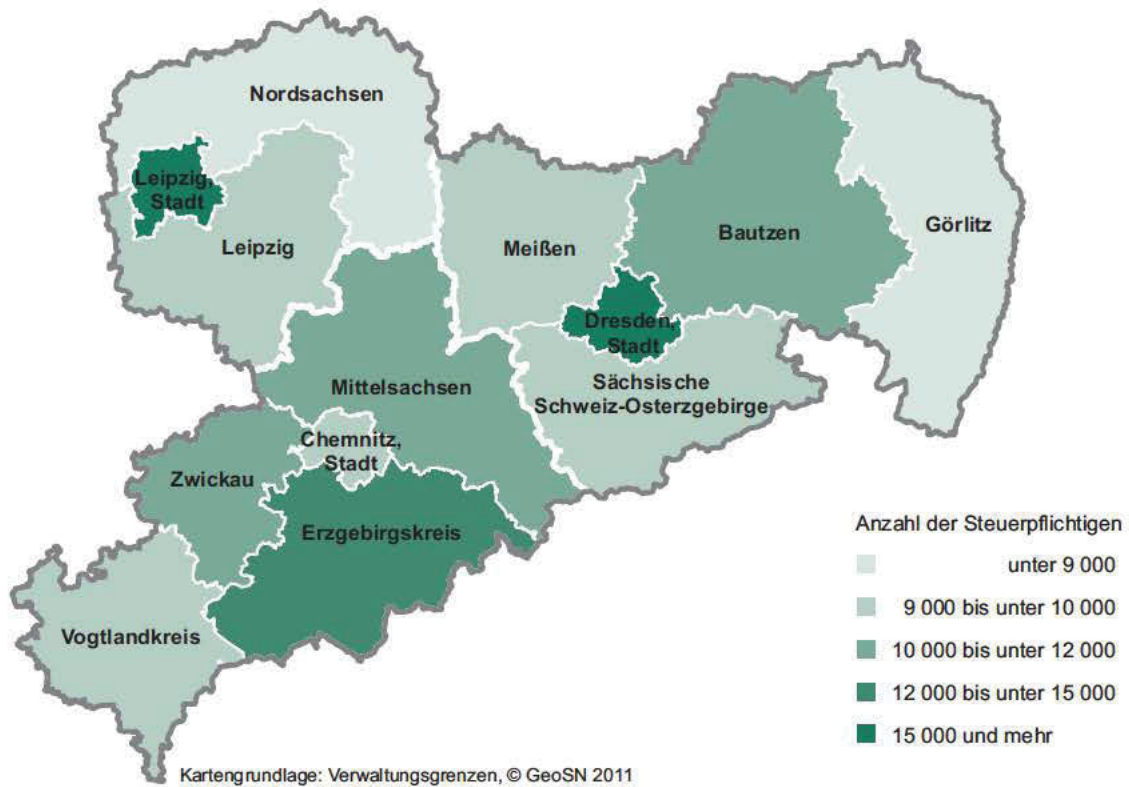 Nordsachsen
Leipzig,
Stadt
Leipzig
Meißen
Bautzen
Görlitz
Dresden,
Stadt
Sächsische
Schweiz-Osterzgebirge
Mittelsachsen
Chemnitz,
Stadt
Zwickau
Erzgebirgskreis
Vogtlandkreis
Anzahl der Steuerpflichtigen
unter 9 000
9 000 bis unter 10 000
10 000 bis unter 12 000
12 000 bis unter 15 000
15 000 und mehr
Kartengrundlage: Verwaltungsgrenzen, © GeoSN 2011